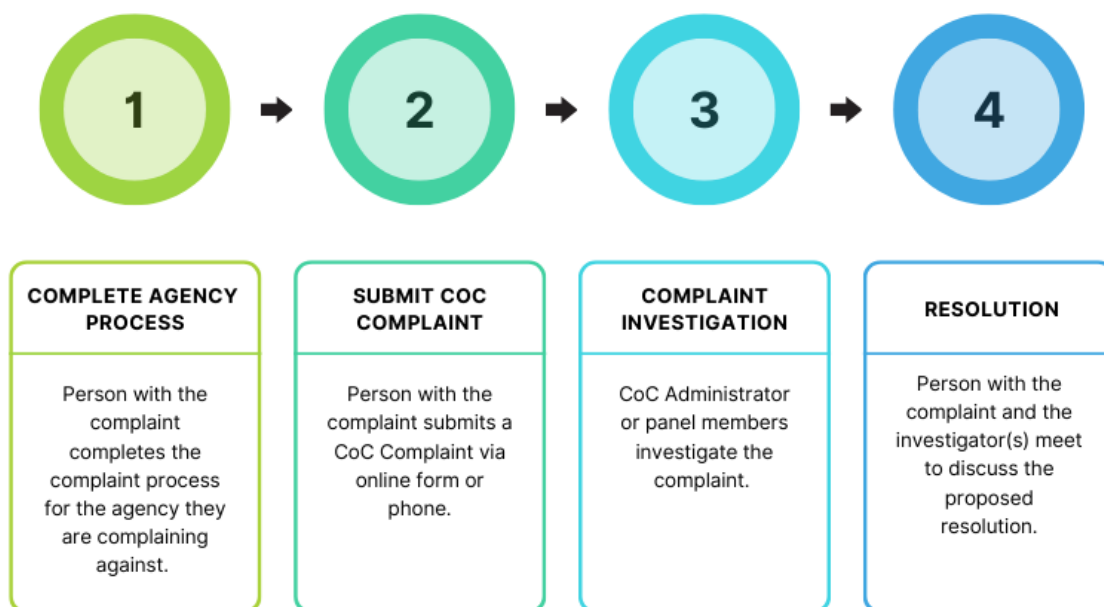 1
2
3
4
COMPLETE AGENCY
PROCESS
Person with the
complaint
completes the
complaint process
for the agency they
are complaining
against.
SUBMIT COC
COMPLAINT
Person with the
complaint submits a
CoC Complaint via
online form or
phone.
COMPLAINT
INVESTIGATION
CoC Administrator
or panel members
investigate the
complaint.
RESOLUTION
Person with the
complaint and the
investigator(s) meet
to discuss the
proposed
resolution.